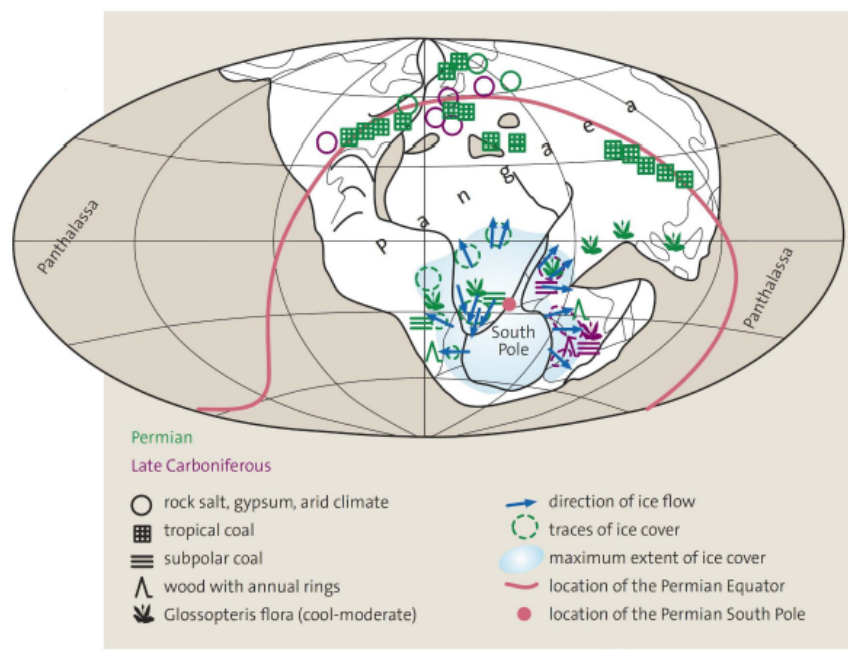 Pangaea
Panthalassa
Panthalassa
South
Pole
Permian
Late Carboniferous
rock salt, gypsum, arid climate
tropical coal
subpolar coal
wood with annual rings
Glossopteris flora (cool-moderate)
direction of ice flow
traces of ice cover
maximum extent of ice cover
location of the Permian Equator
location of the Permian South Pole